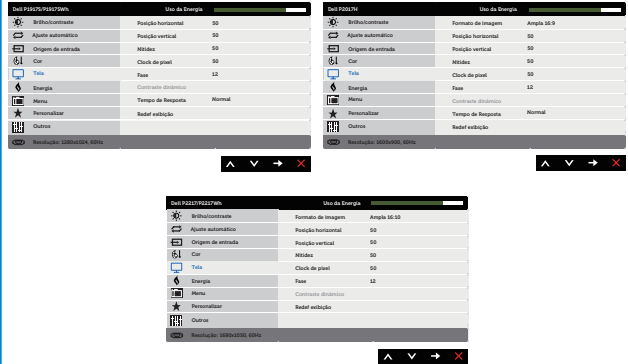 Dell P1917S/P1917SWh Uso da Energia
Brilho/contraste Posição horizontal 50
Ajuste automático Posição vertical 50
Origem de entrada Nitidez 50
Cor Clock de pixel 50
Tela Fase 12
Energia Contraste dinâmico
Menu Tempo de Resposta Normal
Personalizar Redef exibição
Outros
Resolução: 1280x1024, 60Hz
Dell P2017H Uso da Energia
Brilho/contraste Formato de Imagem Ampla 16:9
Ajuste automático Posição horizontal 50
Origem de entrada Posição vertical 50
Cor Nitidez 50
Tela Clock de pixel 50
Energia Fase 12
Menu Contraste dinâmico
Personalizar Tempo de Resposta Normal
Outros Redef exibição
Resolução: 1600x900, 60Hz
Dell P2217/P2217Wh Uso da Energia
Brilho/contraste Formato de Imagem Ampla 16:10
Ajuste automático Posição horizontal 50
Origem de entrada Posição vertical 50
Cor Nitidez 50
Tela Clock de pixel 50
Energia Fase 12
Menu Contraste dinâmico
Personalizar Redef exibição
Outros
Resolução: 1680x1050, 60Hz